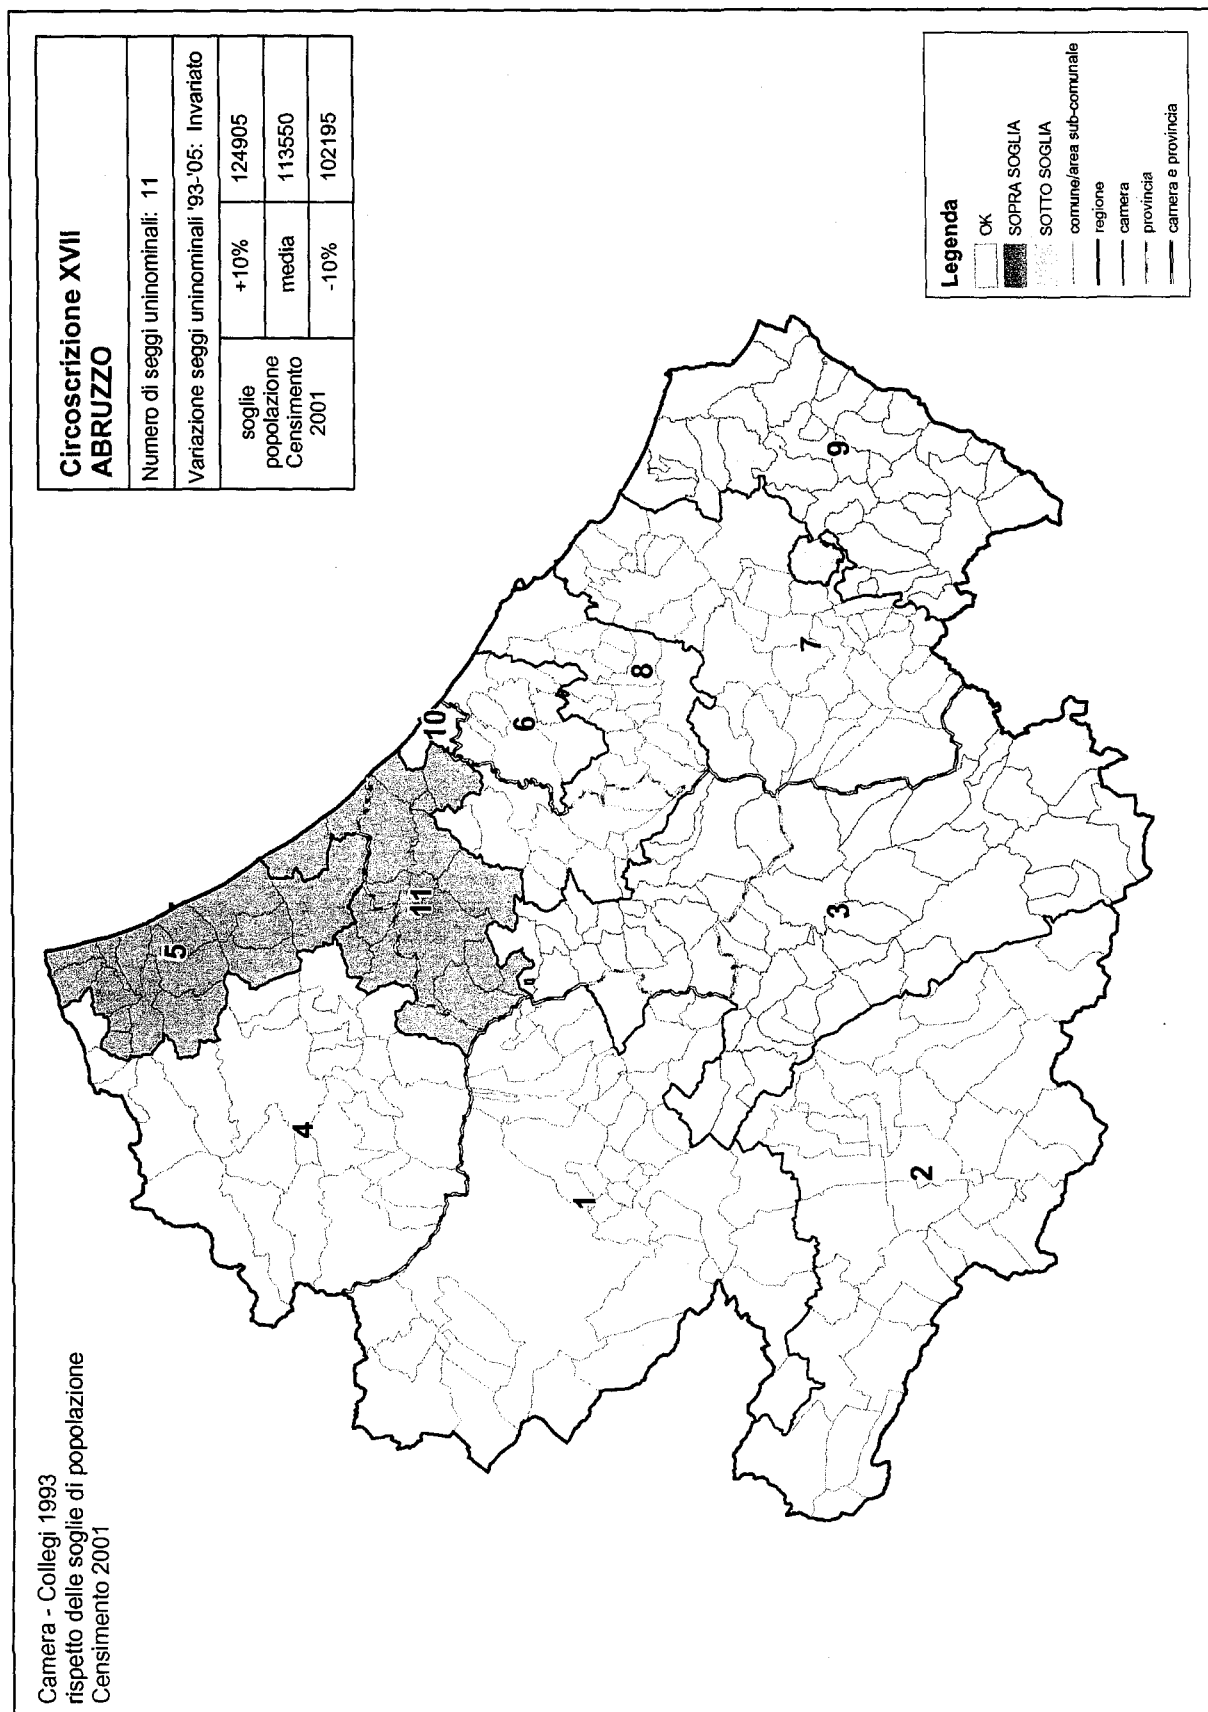 Camera - Collegi 1993
rispetto delle soglie di popolazione
Censimento 2001
Circoscrizione XVII
ABRUZZO
Numero di seggi uninominali: 11
Variazione seggi uninominali '93-'05: Invariato
soglie
popolazione
Censimento
2001
+10% 124905
media 113550
-10% 102195
5
11
10
4
6
8
9
7
3
1
2
Legenda
OK
SOPRA SOGLIA
SOTTO SOGLIA
comune/area sub-comunale
regione
camera
provincia
camera e provincia